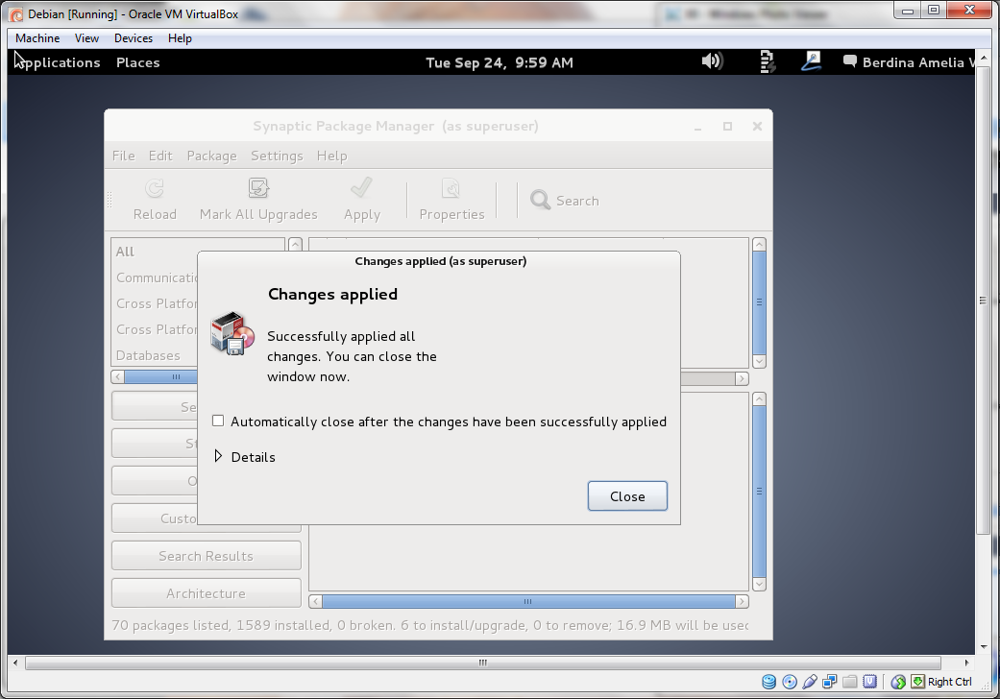 Debian [Running] - Oracle VM VirtualBox
Machine View Devices Help
Applications Places Tue Sep 24, 9:59 AM Berdina Amelia
Synaptic Package Manager (as superuser)
File Edit Package Settings Help
Reload Mark All Upgrades Apply Properties Search
All
Communicatio
Cross Platfor
Cross Platfor
Databases
Se
St
O
Custo
Search Results
Architecture
Changes applied (as superuser)
Changes applied
Successfully applied all
changes. You can close the
window now.
Automatically close after the changes have been successfully applied
Details
Close
70 packages listed, 1589 installed, 0 broken. 6 to install/upgrade, 0 to remove; 16.9 MB will be used
Right Ctrl